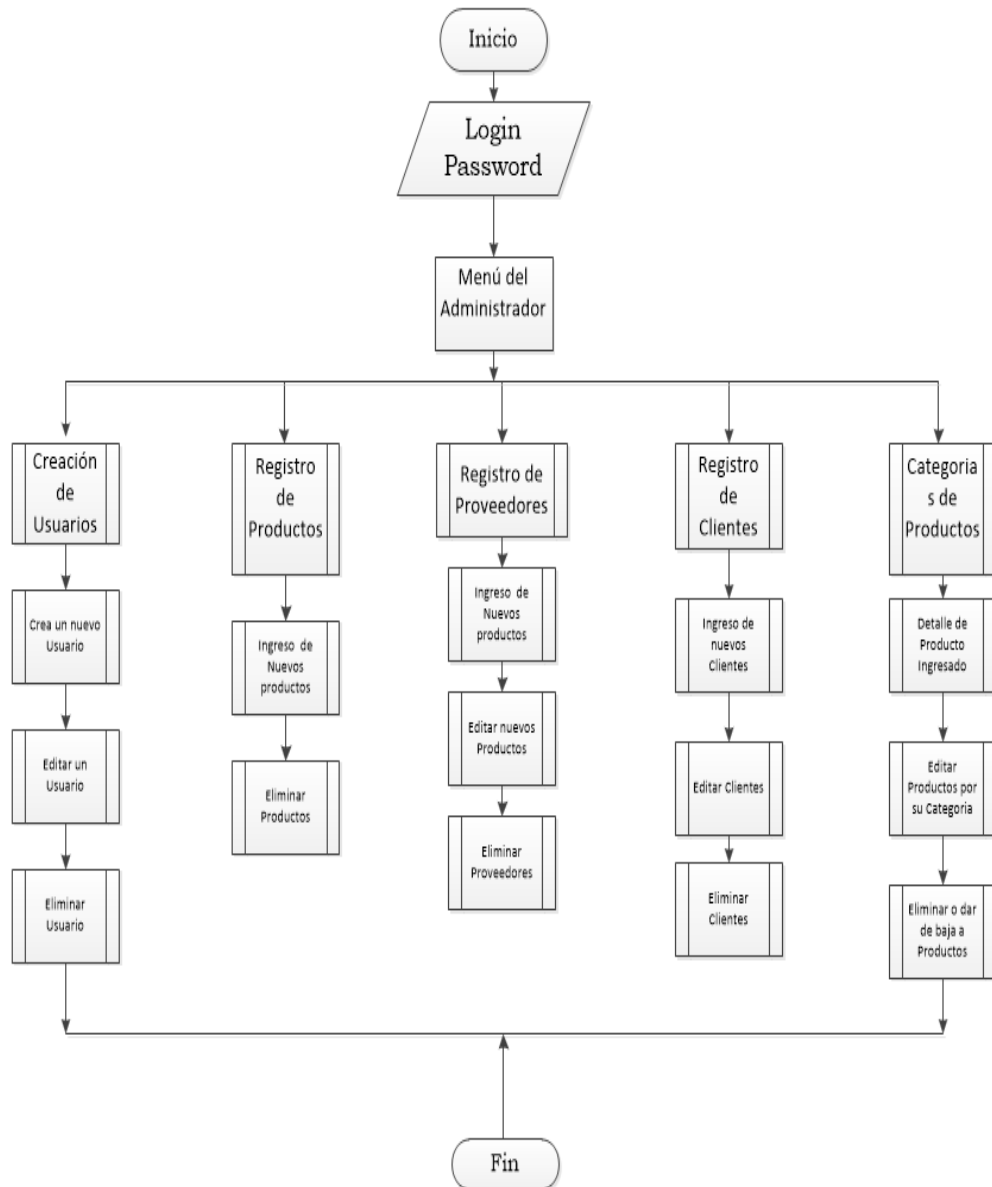 Inicio
Login
Password
Menú del
Administrador
Creación
de
Usuarios
Registro
de
Productos
Registro de
Proveedores
Registro
de
Clientes
Categoria
s de
Productos
Crea un nuevo
Usuario
Ingreso de
Nuevos
productos
Ingreso de
Nuevos
productos
Ingreso de
nuevos
Clientes
Detalle de
Producto
Ingresado
Editar un
Usuario
Eliminar
Productos
Editar nuevos
Productos
Editar Clientes
Editar
Productos por
su Categoria
Eliminar
Usuario
Eliminar
Proveedores
Eliminar
Clientes
Eliminar o dar
de baja a
Productos
Fin